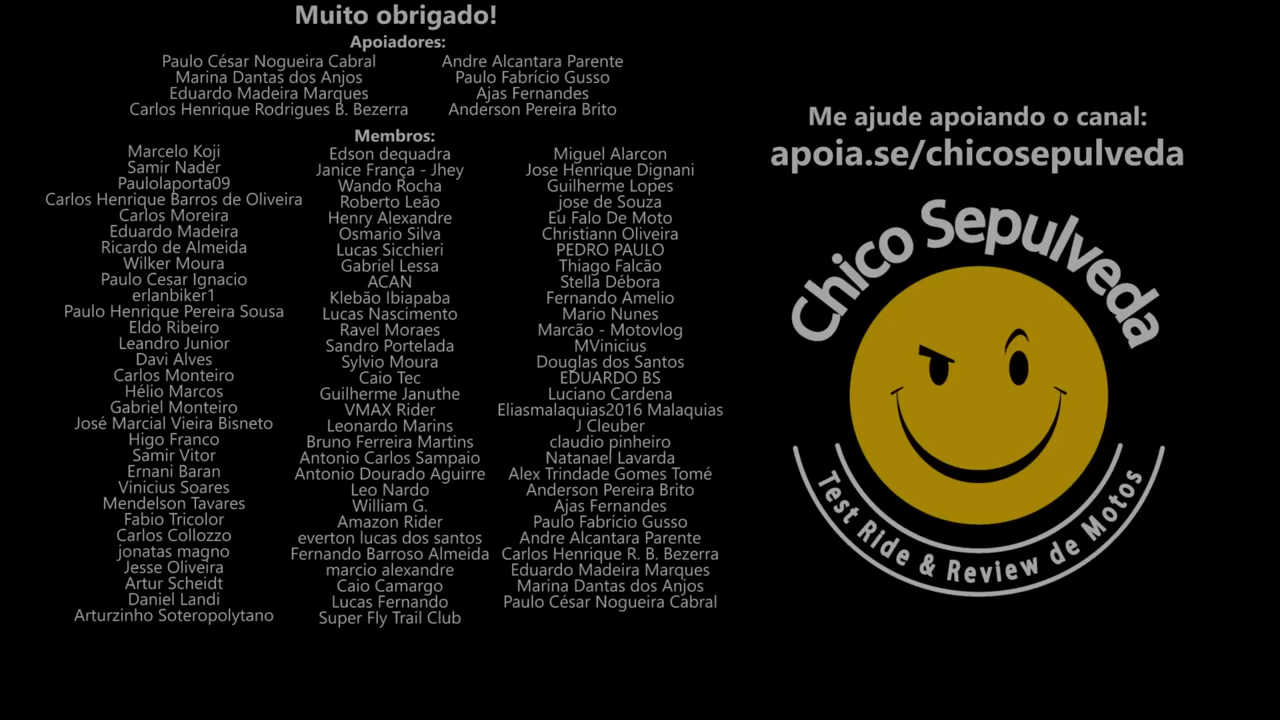 Muito obrigado!
Apoiadores:
Paulo César Nogueira Cabral
Marina Dantas dos Anjos
Eduardo Madeira Marques
Carlos Henrique Rodrigues B. Bezerra
Andre Alcantara Parente
Paulo Fabrício Gusso
Ajas Fernandes
Anderson Pereira Brito
Membros:
Marcelo Koji
Samir Nader
Paulolaporta09
Carlos Henrique Barros de Oliveira
Carlos Moreira
Eduardo Madeira
Ricardo de Almeida
Wilker Moura
Paulo Cesar Ignacio
erlanbiker1
Paulo Henrique Pereira Sousa
Eldo Ribeiro
Leandro Junior
Davi Alves
Carlos Monteiro
Hélio Marcos
Gabriel Monteiro
José Marcial Vieira Bisneto
Higo Franco
Samir Vitor
Ernani Baran
Vinicius Soares
Mendelson Tavares
Fabio Tricolor
Carlos Collozzo
jonatas magno
Jesse Oliveira
Artur Scheidt
Daniel Landi
Arturzinho Soteropolytano
Edson dequadra
Janice França - Jhey
Wando Rocha
Roberto Leão
Henry Alexandre
Osmario Silva
Lucas Sicchieri
Gabriel Lessa
ACAN
Klebão Ibiapaba
Lucas Nascimento
Ravel Moraes
Sandro Portelada
Sylvio Moura
Caio Tec
Guilherme Januthe
VMAX Rider
Leonardo Marins
Bruno Ferreira Martins
Antonio Carlos Sampaio
Antonio Dourado Aguirre
Leo Nardo
William G.
Amazon Rider
everton lucas dos santos
Fernando Barroso Almeida
marcio alexandre
Caio Camargo
Lucas Fernando
Super Fly Trail Club
Miguel Alarcon
Jose Henrique Dignani
Guilherme Lopes
jose de Souza
Eu Falo De Moto
Christiann Oliveira
PEDRO PAULO
Thiago Falcão
Stella Débora
Fernando Amelio
Mario Nunes
Marcão - Motovlog
MVinicius
Douglas dos Santos
EDUARDO BS
Luciano Cardena
Eliasmalaquias2016 Malaquias
J Cleuber
claudio pinheiro
Natanael Lavarda
Alex Trindade Gomes Tomé
Anderson Pereira Brito
Ajas Fernandes
Paulo Fabrício Gusso
Andre Alcantara Parente
Carlos Henrique R. B. Bezerra
Eduardo Madeira Marques
Marina Dantas dos Anjos
Paulo César Nogueira Cabral
Me ajude apoiando o canal:
apoia.se/chicosepulveda
Chico Sepulveda
Test Ride & Review de Motos